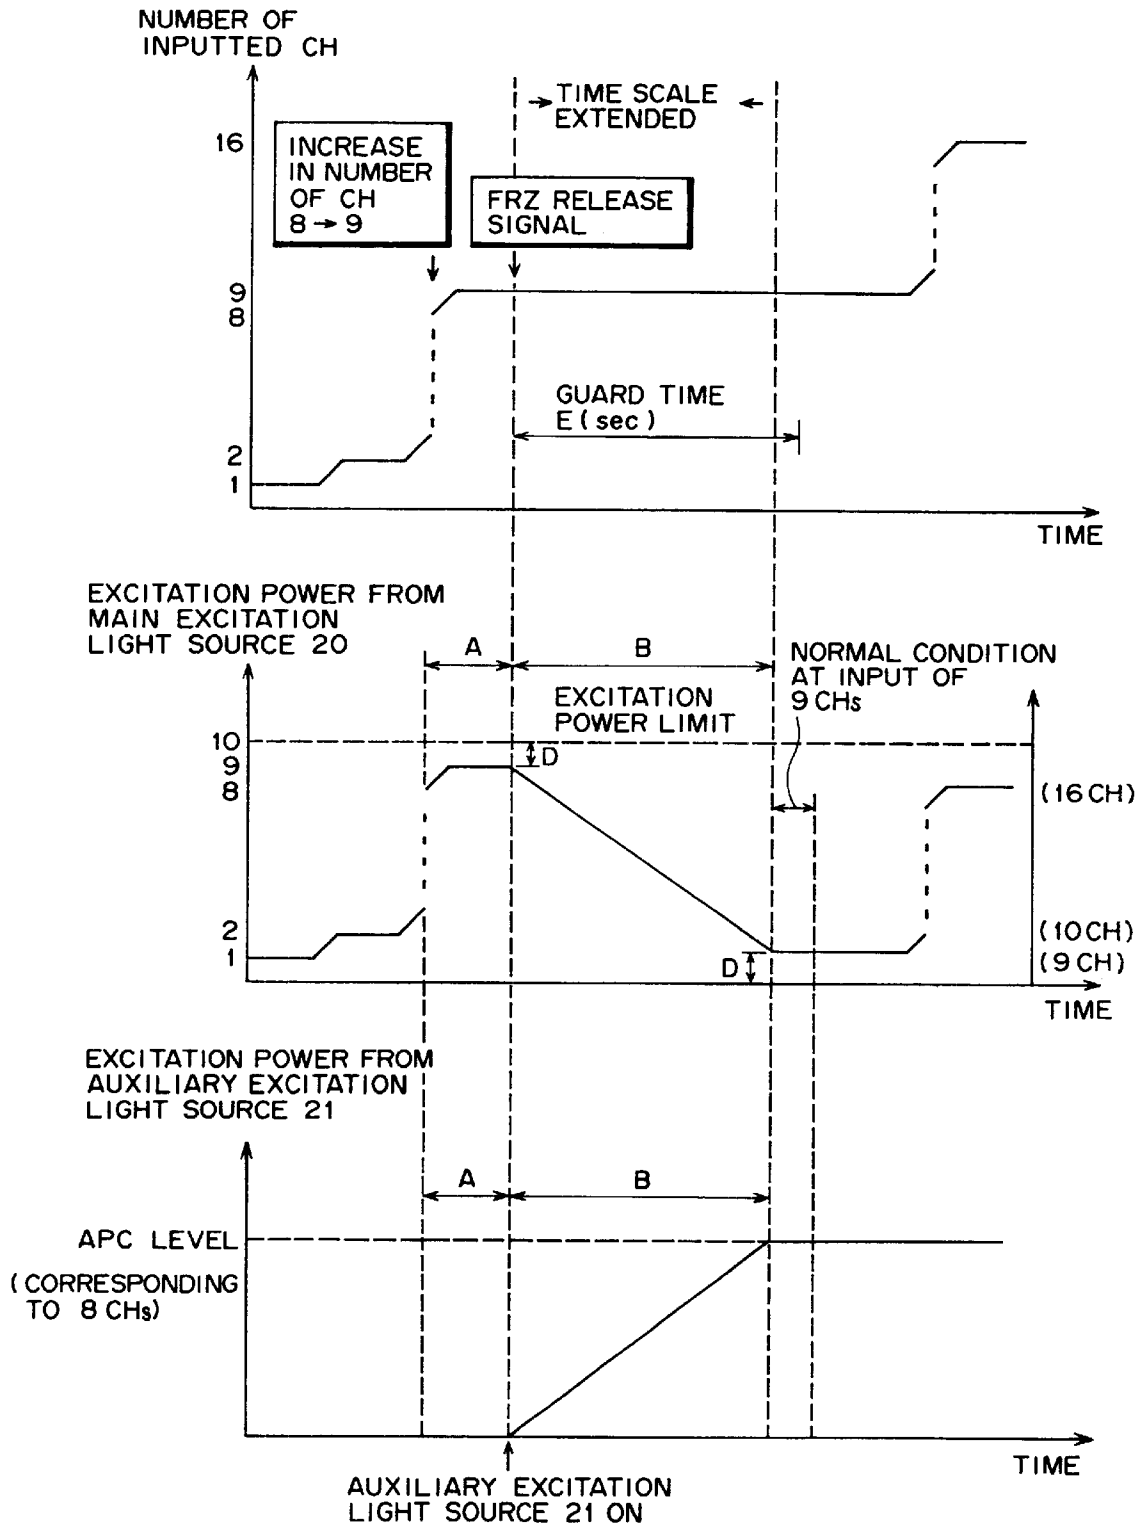 NUMBER OF
INPUTTED CH
→ TIME SCALE ←
EXTENDED
16
INCREASE
IN NUMBER
OF CH
8→9
FRZ RELEASE
SIGNAL
9
8
GUARD TIME
E(sec)
2
1
TIME
EXCITATION POWER FROM
MAIN EXCITATION
LIGHT SOURCE 20
A
B
NORMAL CONDITION
AT INPUT OF
9 CHs
EXCITATION
POWER LIMIT
10
D
9
8
(16 CH)
2
(10 CH)
1
D
(9 CH)
TIME
EXCITATION POWER FROM
AUXILIARY EXCITATION
LIGHT SOURCE 21
A
B
APC LEVEL
(CORRESPONDING
TO 8 CHs)
TIME
AUXILIARY EXCITATION
LIGHT SOURCE 21 ON